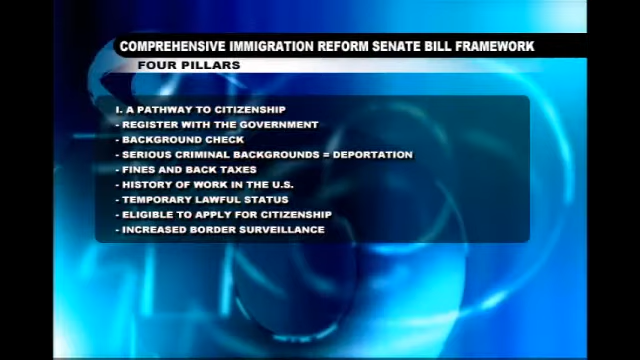 COMPREHENSIVE IMMIGRATION REFORM SENATE BILL FRAMEWORK
FOUR PILLARS
I. A PATHWAY TO CITIZENSHIP
- REGISTER WITH THE GOVERNMENT
- BACKGROUND CHECK
- SERIOUS CRIMINAL BACKGROUNDS = DEPORTATION
- FINES AND BACK TAXES
- HISTORY OF WORK IN THE U.S.
- TEMPORARY LAWFUL STATUS
- ELIGIBLE TO APPLY FOR CITIZENSHIP
- INCREASED BORDER SURVEILLANCE